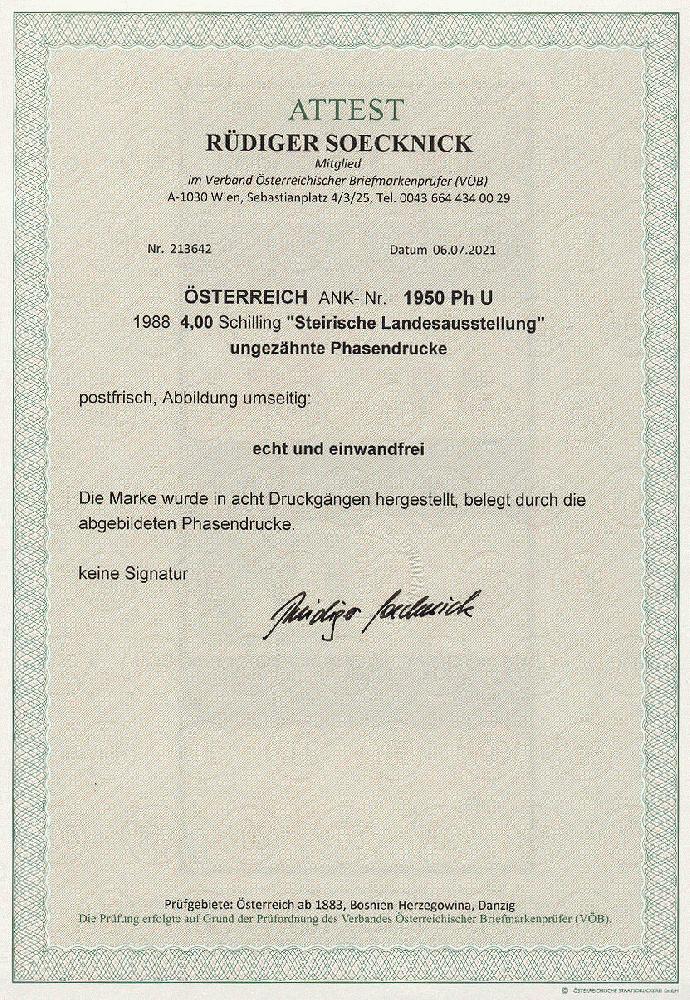 ATTEST
RÜDIGER SOECKNICK
Mitglied
im Verband Österreichischer Briefmarkenprüfer (VÖB)
A-1030 Wien, Sebastianplatz 4/3/25, Tel. 0043 664 434 00 29
Nr. 213642 Datum 06.07.2021
ÖSTERREICH ANK- Nr. 1950 Ph U
1988 4,00 Schilling "Steirische Landesausstellung"
ungezähnte Phasendrucke
postfrisch, Abbildung umseitig:
echt und einwandfrei
Die Marke wurde in acht Druckgängen hergestellt, belegt durch die
abgebildeten Phasendrucke.
keine Signatur
Rüdiger Soecknick
Prüfgebiete: Österreich ab 1883, Bosnien-Herzegowina, Danzig
Die Prüfung erfolgte auf Grund der Prüfordnung des Verbandes Österreichischer Briefmarkenprüfer (VÖB).
© ÖSTERREICHISCHE STAATSDRUCKEREI GmbH